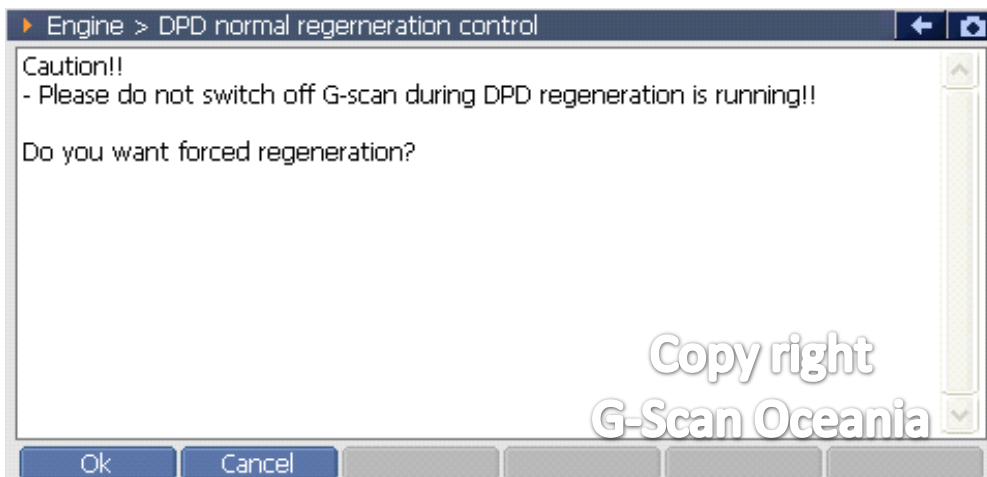 Engine > DPD normal regerneration control
Caution!!
- Please do not switch off G-scan during DPD regeneration is running!!
Do you want forced regeneration?
Copy right
G-Scan Oceania
Ok Cancel